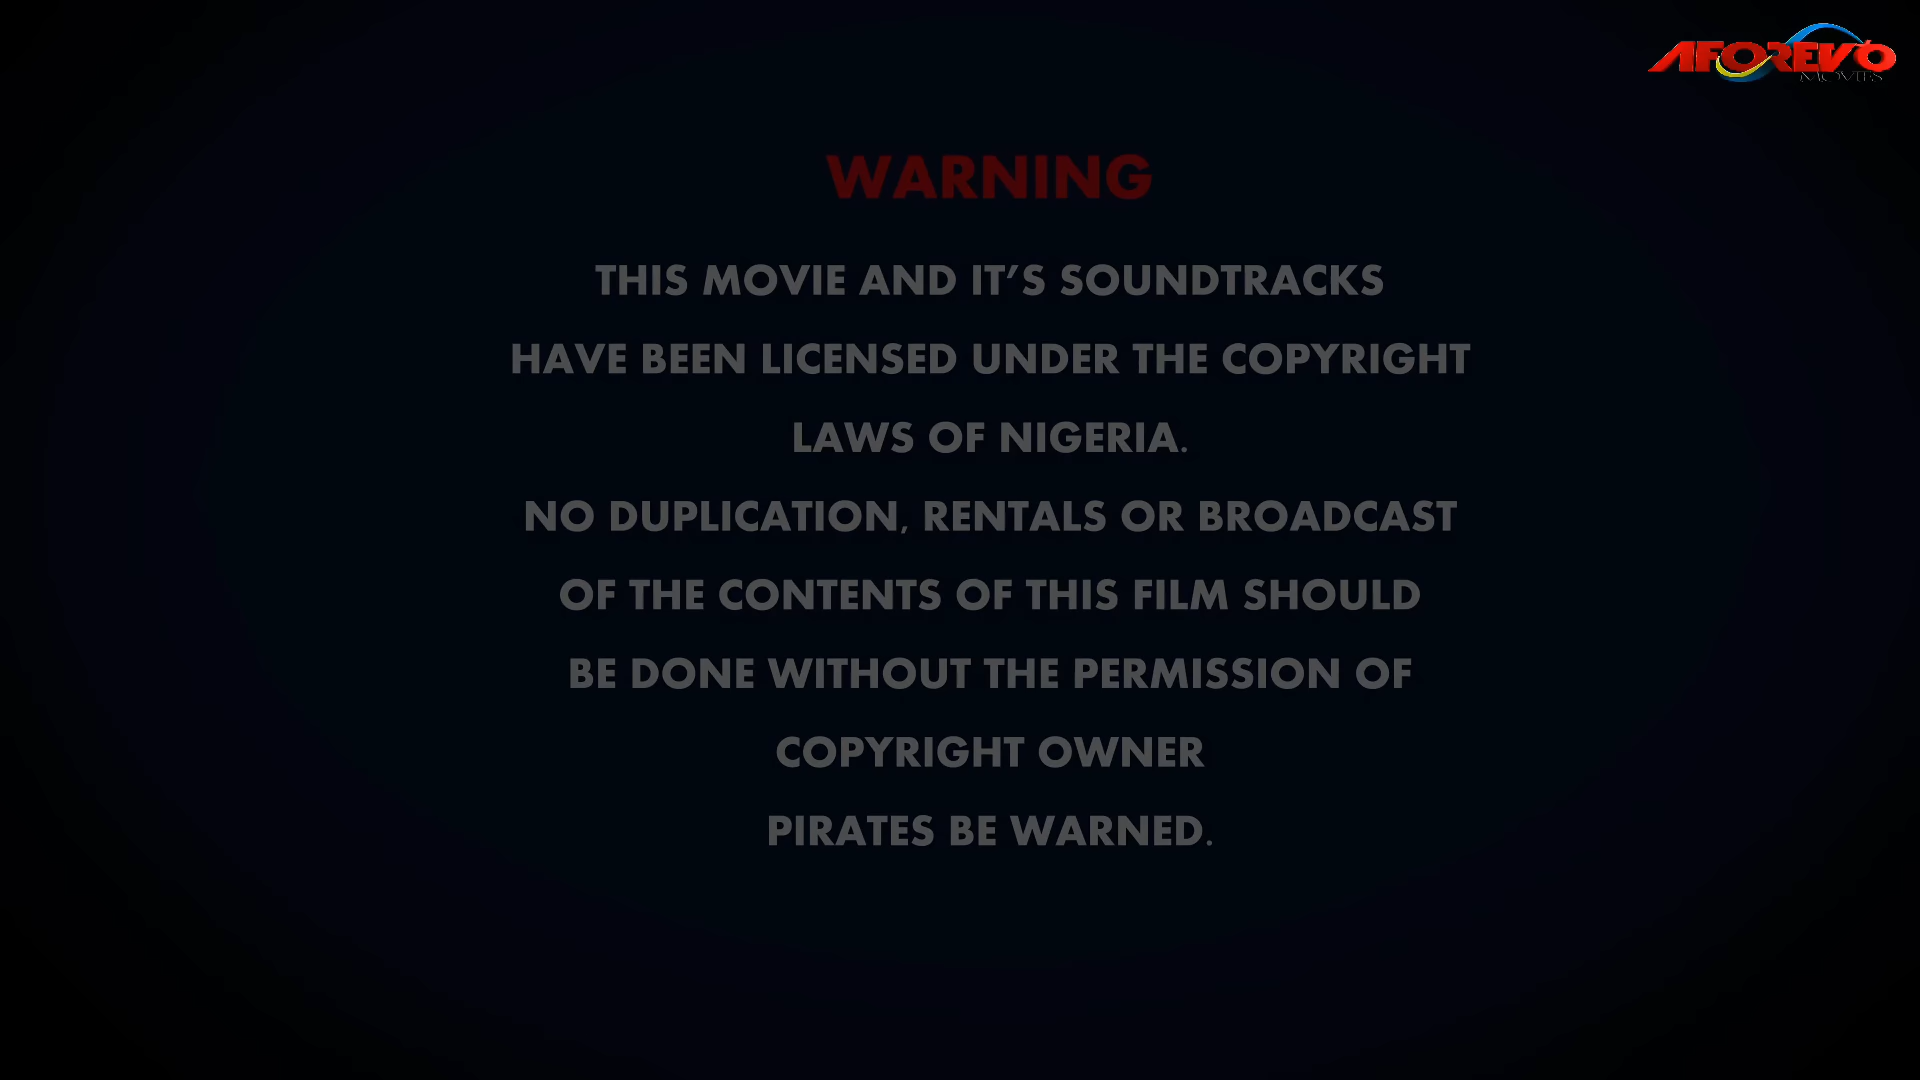 AFOREVO
MOVIES
WARNING
THIS MOVIE AND IT’S SOUNDTRACKS
HAVE BEEN LICENSED UNDER THE COPYRIGHT
LAWS OF NIGERIA.
NO DUPLICATION, RENTALS OR BROADCAST
OF THE CONTENTS OF THIS FILM SHOULD
BE DONE WITHOUT THE PERMISSION OF
COPYRIGHT OWNER
PIRATES BE WARNED.